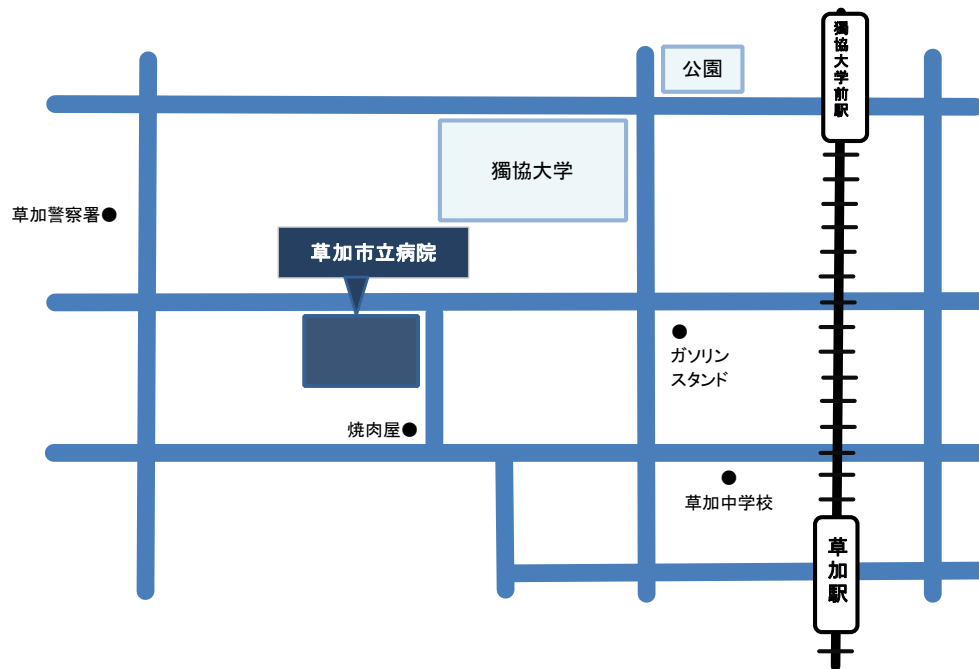 獨協大学前駅
公園
獨協大学
草加警察署●
草加市立病院
ガソリン
スタンド
焼肉屋●
草加中学校
草加駅